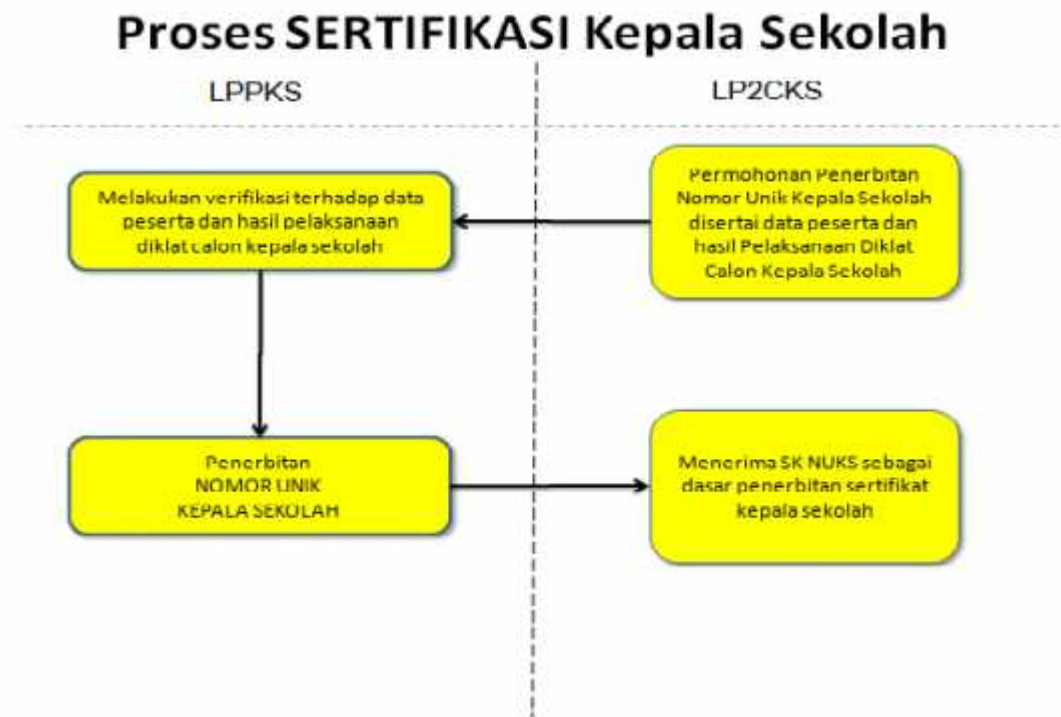 Proses SERTIFIKASI Kepala Sekolah
LPPKS
LP2CKS
Melakukan verifikasi terhadap data
peserta dan hasil pelaksanaan
diklat calon kepala sekolah
Permohonan Penerbitan
Nomor Unik Kepala Sekolah
disertai data peserta dan
hasil Pelaksanaan Diklat
Calon Kepala Sekolah
Penerbitan
NOMOR UNIK
KEPALA SEKOLAH
Menerima SK NUKS sebagai
dasar penerbitan sertifikat
kepala sekolah